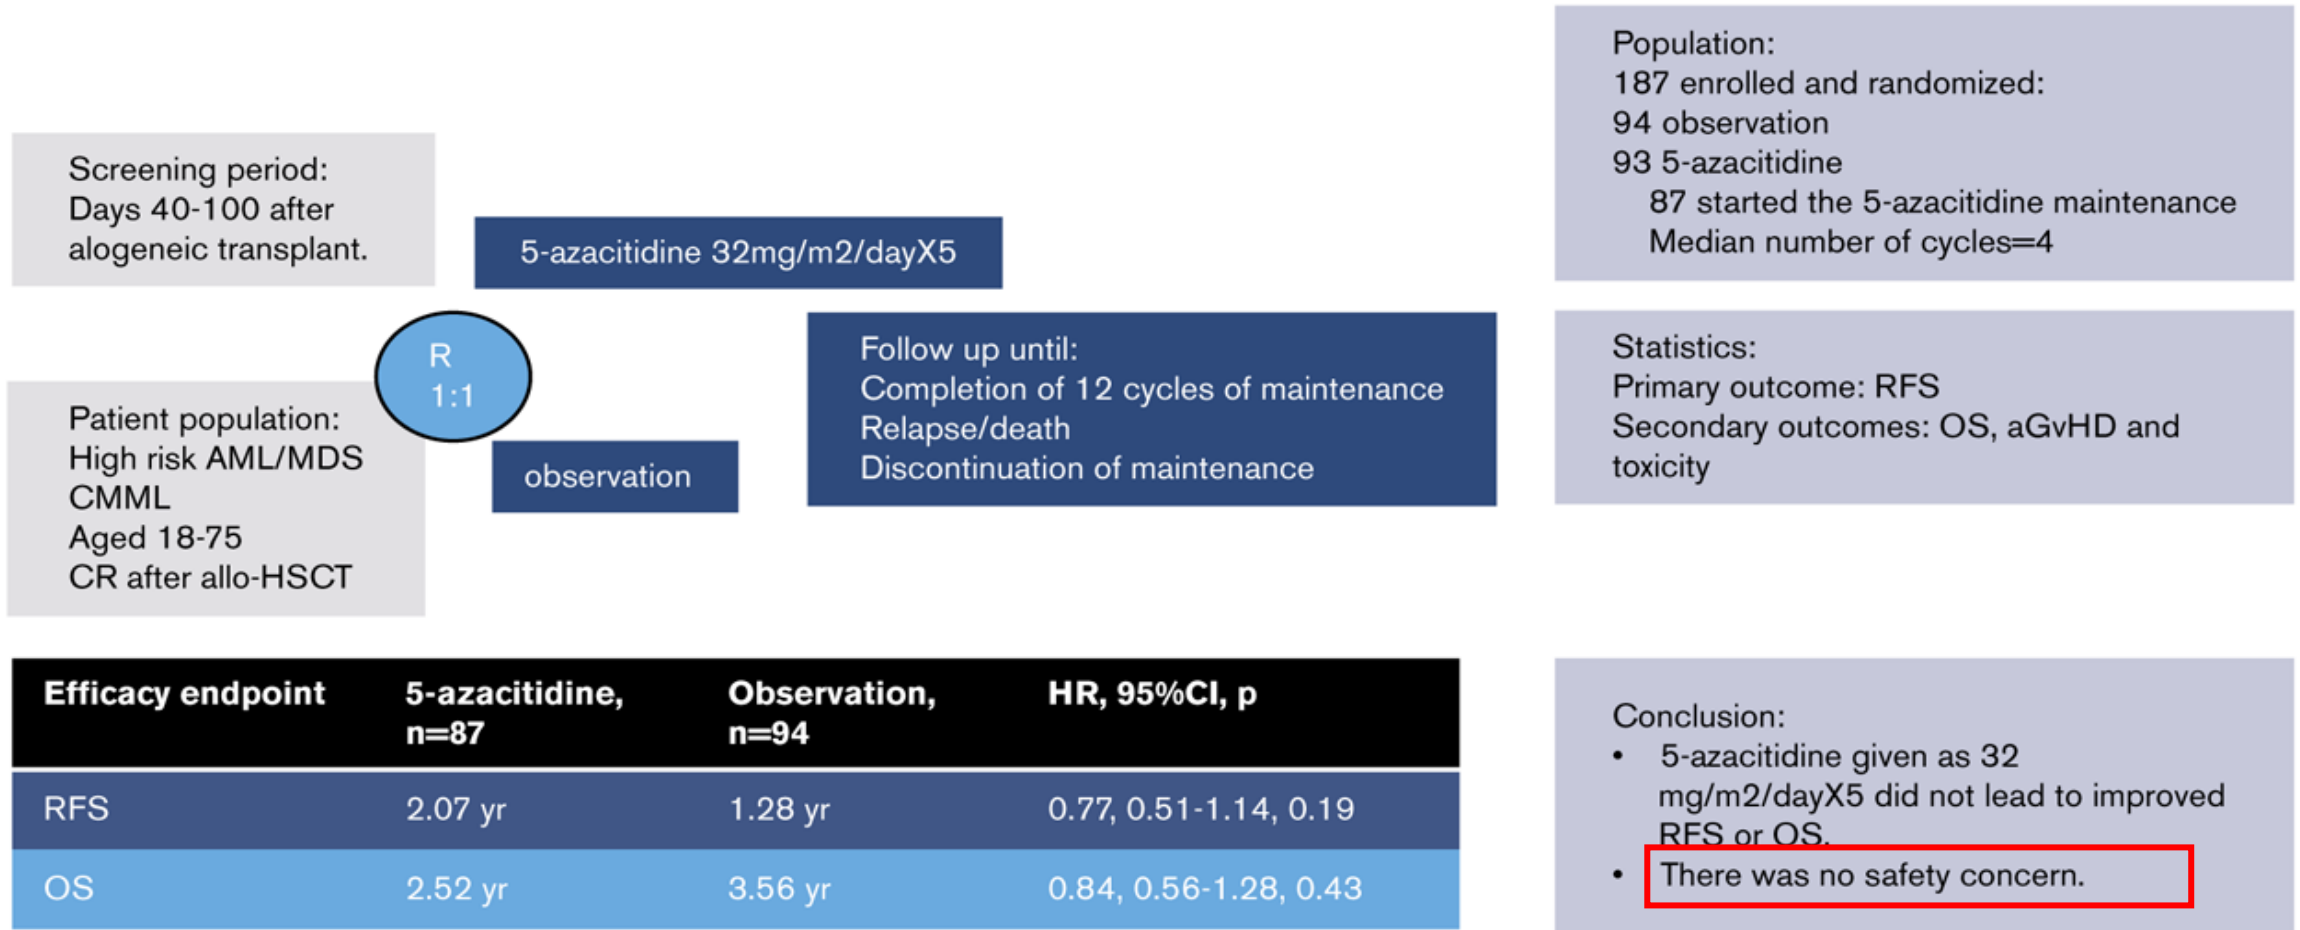 Screening period:
Days 40-100 after
alogeneic transplant.
5-azacitidine 32mg/m2/dayX5
R
1:1
Patient population:
High risk AML/MDS
CMML
Aged 18-75
CR after allo-HSCT
observation
Follow up until:
Completion of 12 cycles of maintenance
Relapse/death
Discontinuation of maintenance
Population:
187 enrolled and randomized:
94 observation
93 5-azacitidine
87 started the 5-azacitidine maintenance
Median number of cycles=4
Statistics:
Primary outcome: RFS
Secondary outcomes: OS, aGvHD and
toxicity
Efficacy endpoint 5-azacitidine, Observation, HR, 95%CI, p
n=87 n=94
RFS 2.07 yr 1.28 yr 0.77, 0.51-1.14, 0.19
OS 2.52 yr 3.56 yr 0.84, 0.56-1.28, 0.43
Conclusion:
• 5-azacitidine given as 32
mg/m2/dayX5 did not lead to improved
RFS or OS.
• There was no safety concern.